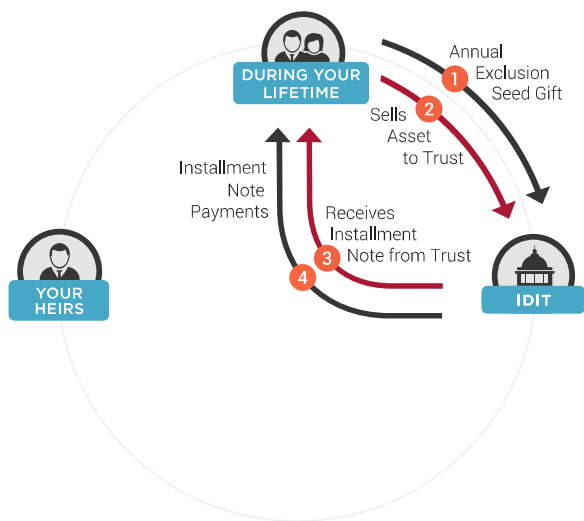 DURING YOUR
LIFETIME
1
Annual
Exclusion
Seed Gift
2
Sells
Asset
to Trust
Installment
Note
Payments
Receives
Installment
Note from Trust
3
4
YOUR
HEIRS
IDIT